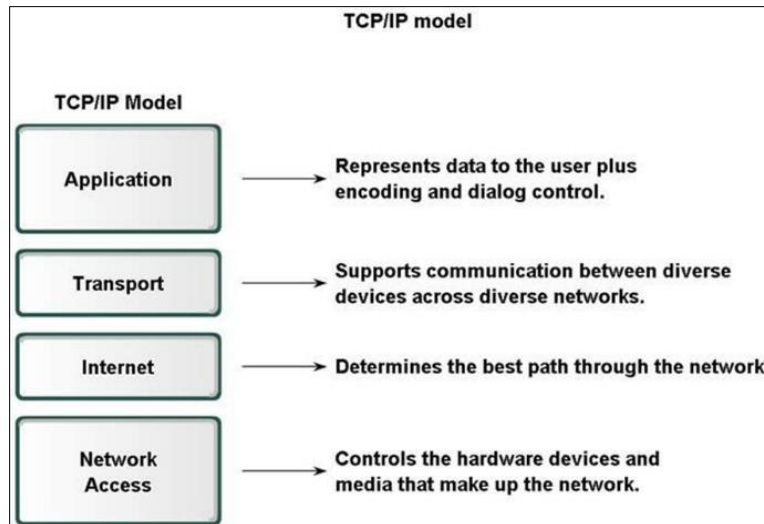 TCP/IP model
TCP/IP Model
Application
Represents data to the user plus
encoding and dialog control.
Transport
Supports communication between diverse
devices across diverse networks.
Internet
Determines the best path through the network
Network
Access
Controls the hardware devices and
media that make up the network.